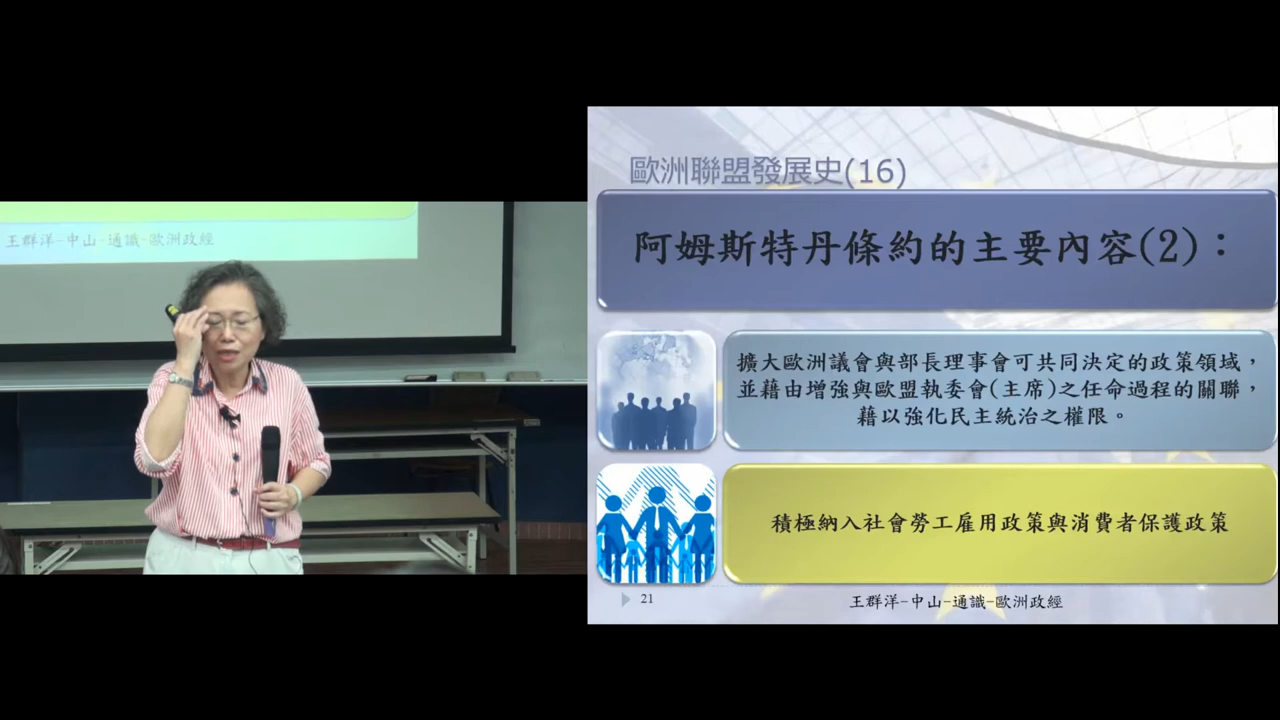 王群洋-中山-通識-歐洲政經
歐洲聯盟發展史(16)
阿姆斯特丹條約的主要內容(2)：
擴大歐洲議會與部長理事會可共同決定的政策領域，
並藉由增強與歐盟執委會(主席)之任命過程的關聯，
藉以強化民主統治之權限。
積極納入社會勞工雇用政策與消費者保護政策
21
王群洋-中山-通識-歐洲政經